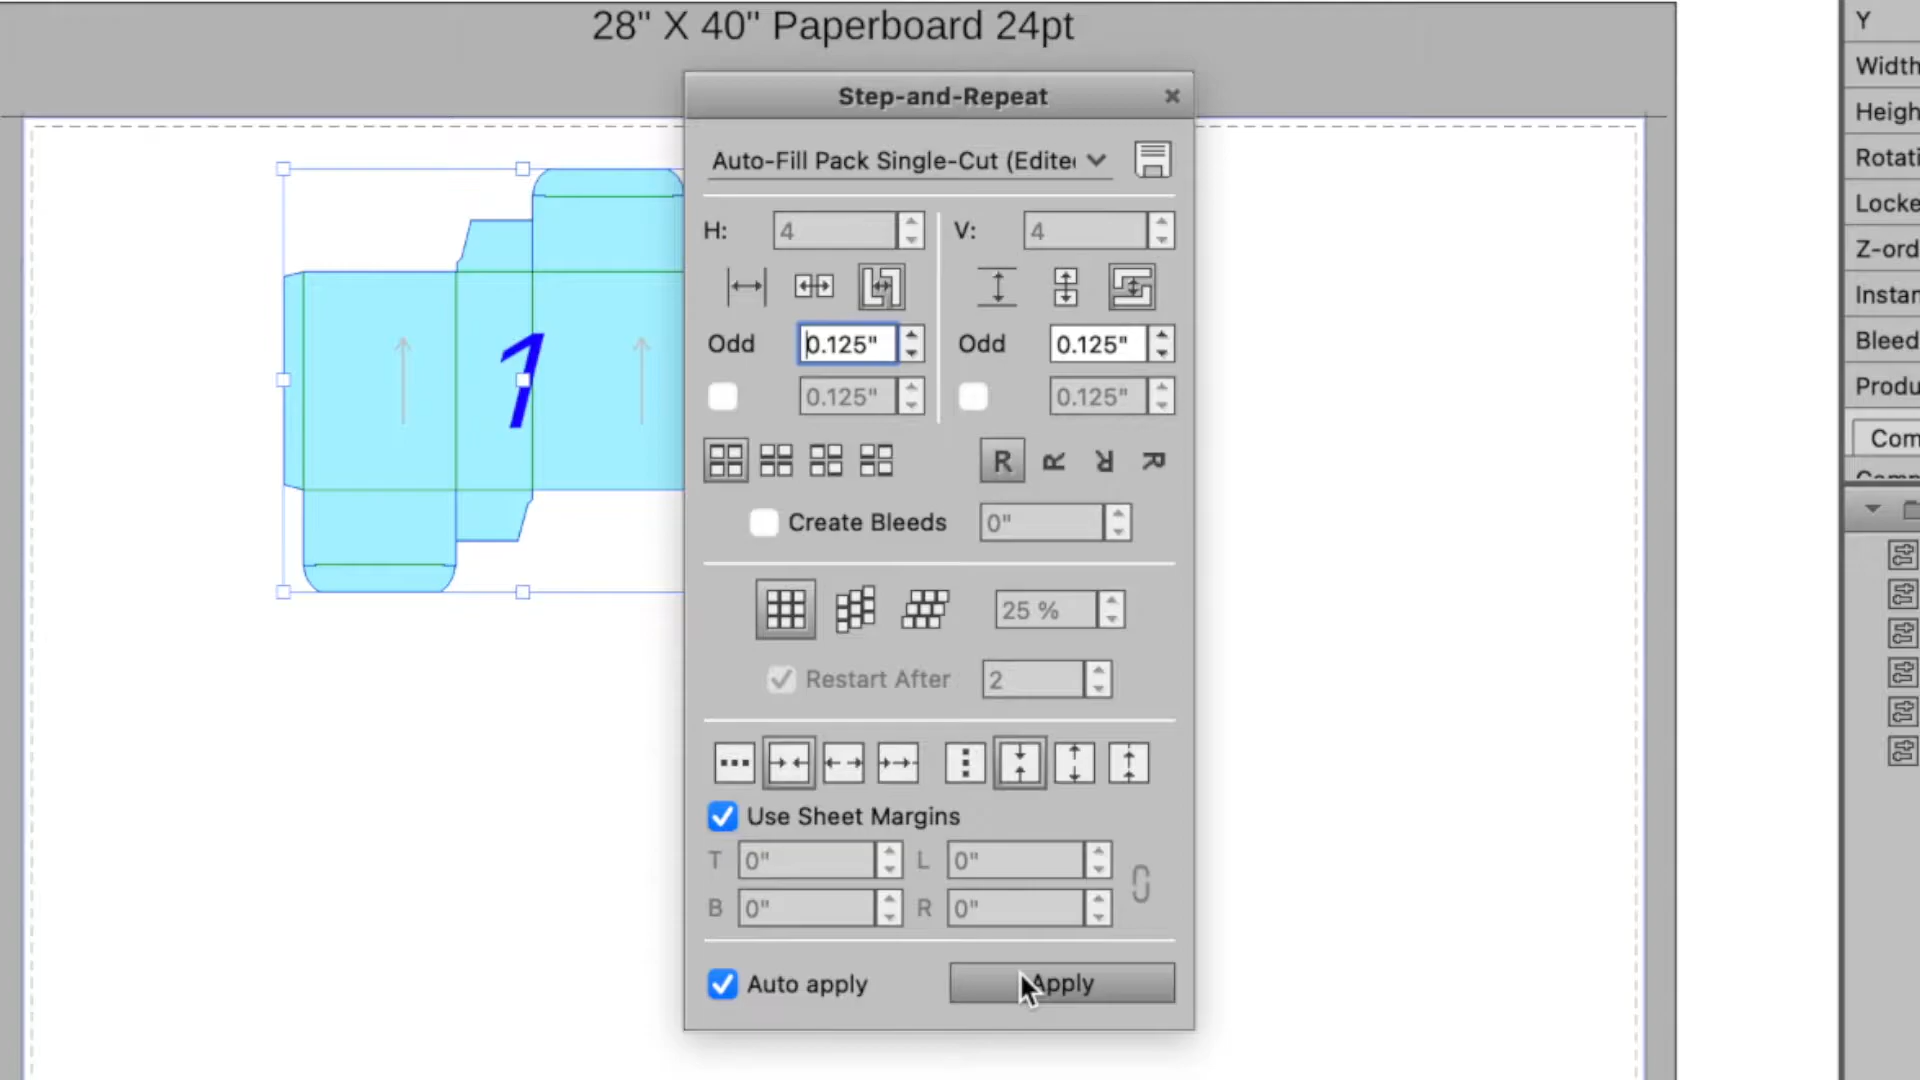 28" X 40" Paperboard 24pt
Step-and-Repeat
Auto-Fill Pack Single-Cut (Edite
H: 4 V: 4
Odd 0.125" Odd 0.125"
0.125" 0.125"
R R R R
Create Bleeds 0"
25 %
Restart After 2
Use Sheet Margins
T 0" L 0"
B 0" R 0"
Auto apply Apply
1
Y
Width
Heigh
Rotati
Locke
Z-ord
Instan
Bleed
Produ
Com